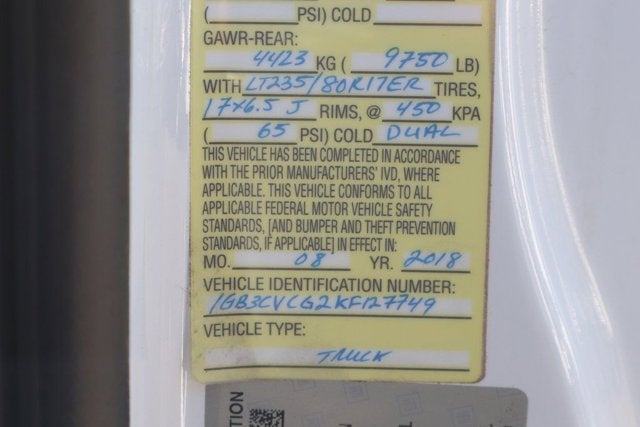 ( PSI) COLD
GAWR-REAR:
4423 KG ( 9750 LB)
WITH LT235/80R17ER TIRES,
17x6.5 J RIMS, @ 450 KPA
( 65 PSI) COLD DUAL
THIS VEHICLE HAS BEEN COMPLETED IN ACCORDANCE
WITH THE PRIOR MANUFACTURERS' IVD, WHERE
APPLICABLE. THIS VEHICLE CONFORMS TO ALL
APPLICABLE FEDERAL MOTOR VEHICLE SAFETY
STANDARDS, [AND BUMPER AND THEFT PREVENTION
STANDARDS, IF APPLICABLE] IN EFFECT IN:
MO. 08 YR. 2018
VEHICLE IDENTIFICATION NUMBER:
1GB3CVCG2KF127749
VEHICLE TYPE:
TRUCK